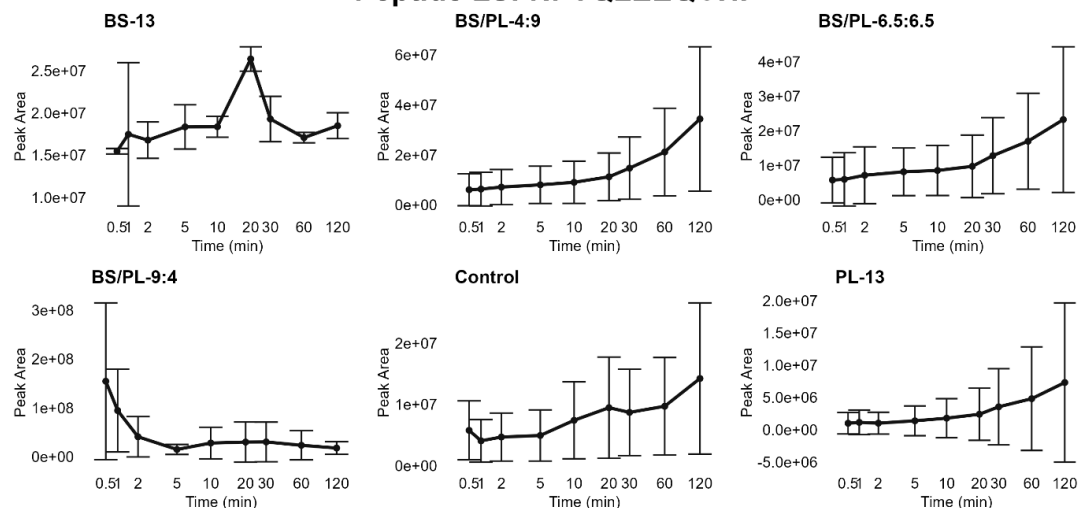 BS-13
Peak Area
2.5e+07
2.0e+07
1.5e+07
1.0e+07
0.51 2 5 10 20 30 60 120
Time (min)
BS/PL-4:9
Peak Area
6e+07
4e+07
2e+07
0e+00
0.51 2 5 10 20 30 60 120
Time (min)
BS/PL-6.5:6.5
Peak Area
4e+07
3e+07
2e+07
1e+07
0e+00
0.51 2 5 10 20 30 60 120
Time (min)
BS/PL-9:4
Peak Area
3e+08
2e+08
1e+08
0e+00
0.51 2 5 10 20 30 60 120
Time (min)
Control
Peak Area
2e+07
1e+07
0e+00
0.51 2 5 10 20 30 60 120
Time (min)
PL-13
Peak Area
2.0e+07
1.5e+07
1.0e+07
5.0e+06
0.0e+00
-5.0e+06
0.51 2 5 10 20 30 60 120
Time (min)